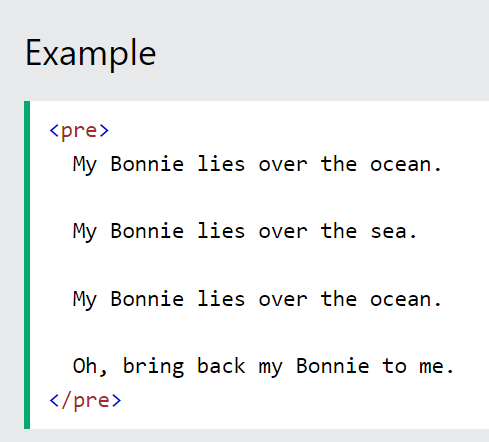 Example
<pre>
  My Bonnie lies over the ocean.

  My Bonnie lies over the sea.

  My Bonnie lies over the ocean.

  Oh, bring back my Bonnie to me.
</pre>